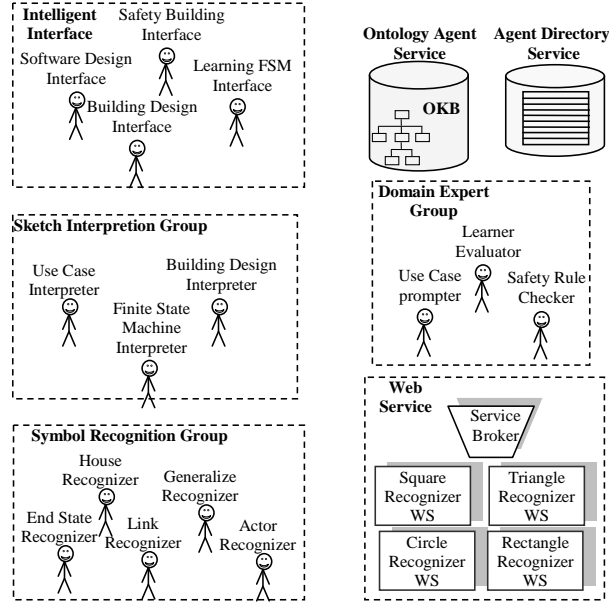 Intelligent
Interface
Safety Building
Interface
Software Design
Interface
Learning FSM
Interface
Building Design
Interface
Ontology Agent
Service
OKB
Agent Directory
Service
Sketch Interpretion Group
Use Case
Interpreter
Building Design
Interpreter
Finite State
Machine
Interpreter
Domain Expert
Group
Learner
Evaluator
Use Case
prompter
Safety Rule
Checker
Symbol Recognition Group
House
Recognizer
Generalize
Recognizer
End State
Recognizer
Link
Recognizer
Actor
Recognizer
Web
Service
Service
Broker
Square
Recognizer
WS
Triangle
Recognizer
WS
Circle
Recognizer
WS
Rectangle
Recognizer
WS